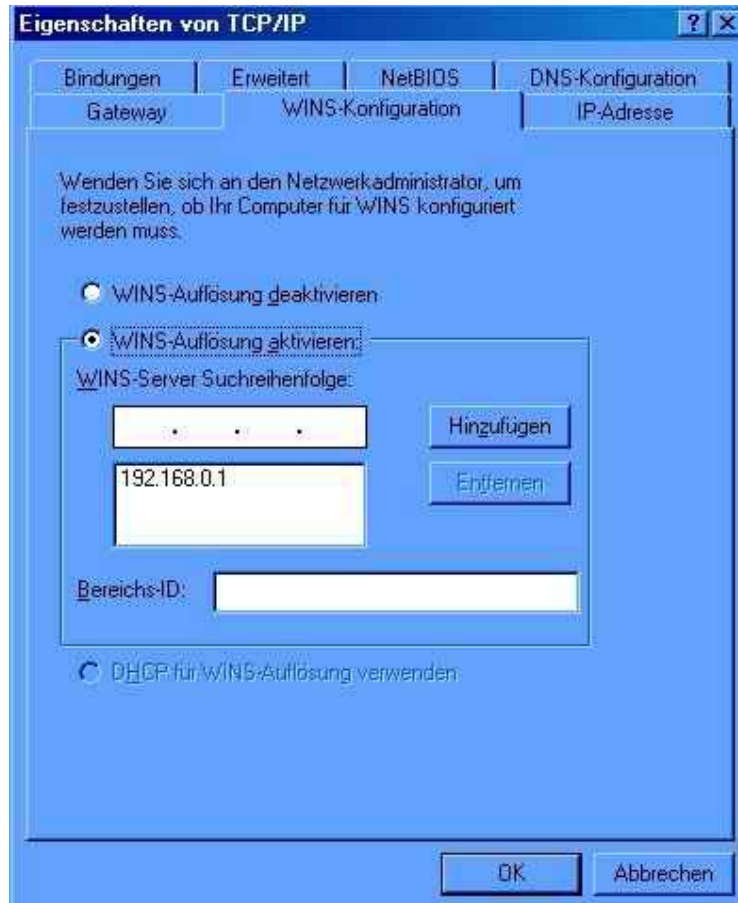 Eigenschaften von TCP/IP
Bindungen Erweitert NetBIOS DNS-Konfiguration
Gateway WINS-Konfiguration IP-Adresse
Wenden Sie sich an den Netzwerkadministrator, um
festzustellen, ob Ihr Computer für WINS konfiguriert
werden muss.
WINS-Auflösung deaktivieren
WINS-Auflösung aktivieren:
WINS-Server Suchreihenfolge:
. . .
Hinzufügen
192.168.0.1
Entfernen
Bereichs-ID:
DHCP für WINS-Auflösung verwenden
OK Abbrechen